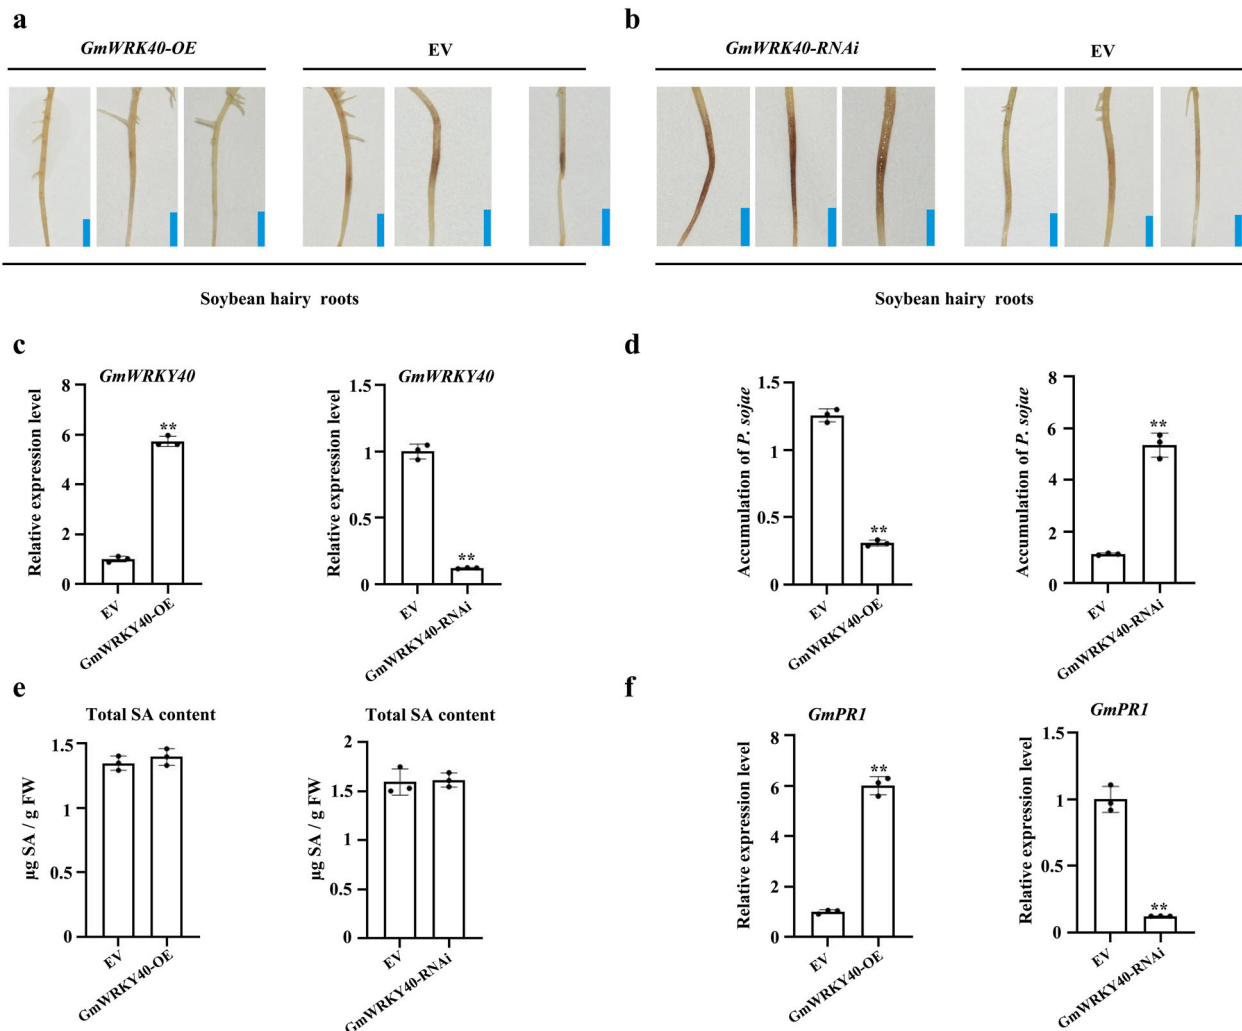 a
GmWRK40-OE
EV
Soybean hairy roots
b
GmWRK40-RNAi
EV
Soybean hairy roots
c
GmWRKY40
Relative expression level
8
6
4
2
0
EV
GmWRKY40-OE
GmWRKY40
Relative expression level
1.5
1
0.5
0
EV
GmWRKY40-RNAi
**
**
d
Accumulation of P. sojae
1.5
1
0.5
0
**
EV
GmWRKY40-OE
Accumulation of P. sojae
8
6
4
2
0
**
EV
GmWRKY40-RNAi
e
Total SA content
µg SA / g FW
1.5
1
0.5
0
EV
GmWRKY40-OE
Total SA content
µg SA / g FW
2
1.5
1
0.5
0
EV
GmWRKY40-RNAi
f
GmPR1
Relative expression level
8
6
4
2
0
**
EV
GmWRKY40-OE
GmPR1
Relative expression level
1.5
1
0.5
0
**
EV
GmWRKY40-RNAi